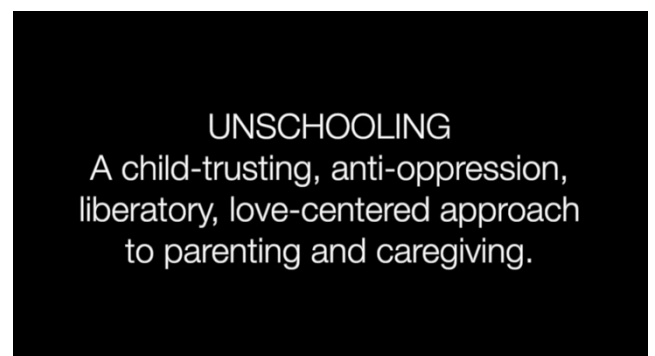 UNSCHOOLING
A child-trusting, anti-oppression,
liberatory, love-centered approach
to parenting and caregiving.